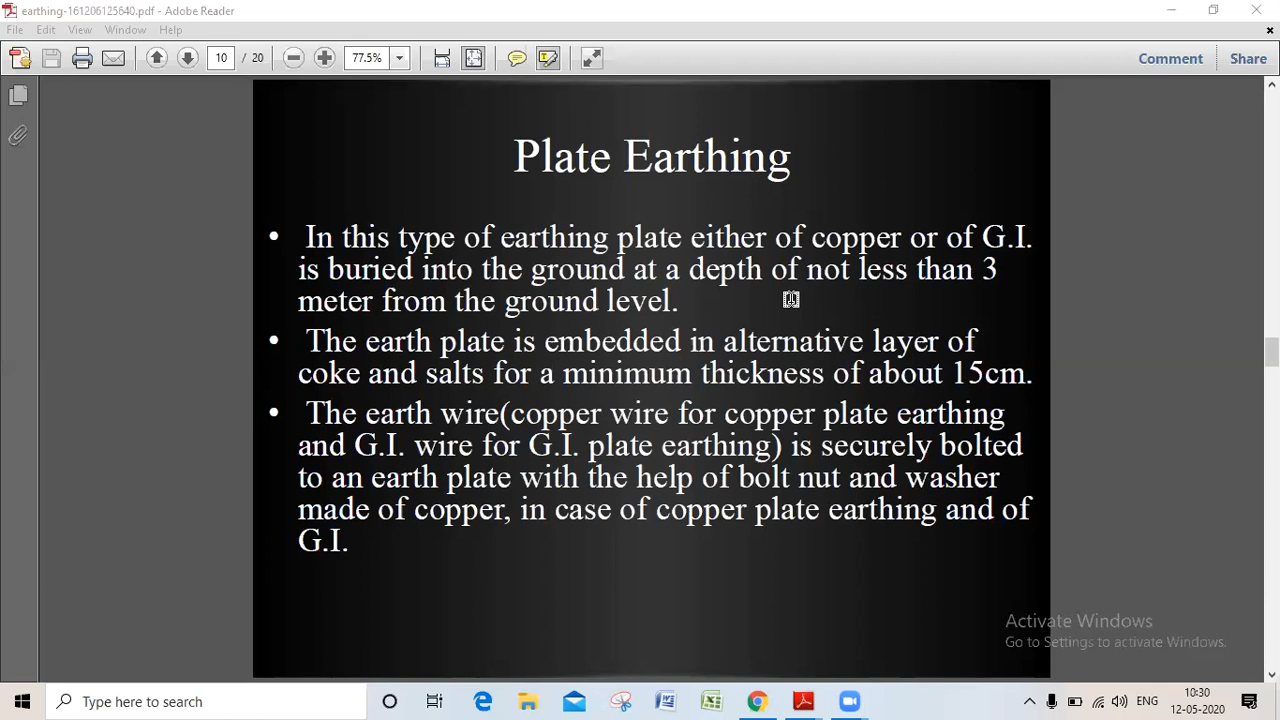 earthing-161206125640.pdf - Adobe Reader
File Edit View Window Help
10 / 20 77.5% Comment Share
Plate Earthing
• In this type of earthing plate either of copper or of G.I.
is buried into the ground at a depth of not less than 3
meter from the ground level.
• The earth plate is embedded in alternative layer of
coke and salts for a minimum thickness of about 15cm.
• The earth wire(copper wire for copper plate earthing
and G.I. wire for G.I. plate earthing) is securely bolted
to an earth plate with the help of bolt nut and washer
made of copper, in case of copper plate earthing and of
G.I.
Activate Windows
Go to Settings to activate Windows.
Type here to search
ENG
10:30
12-05-2020